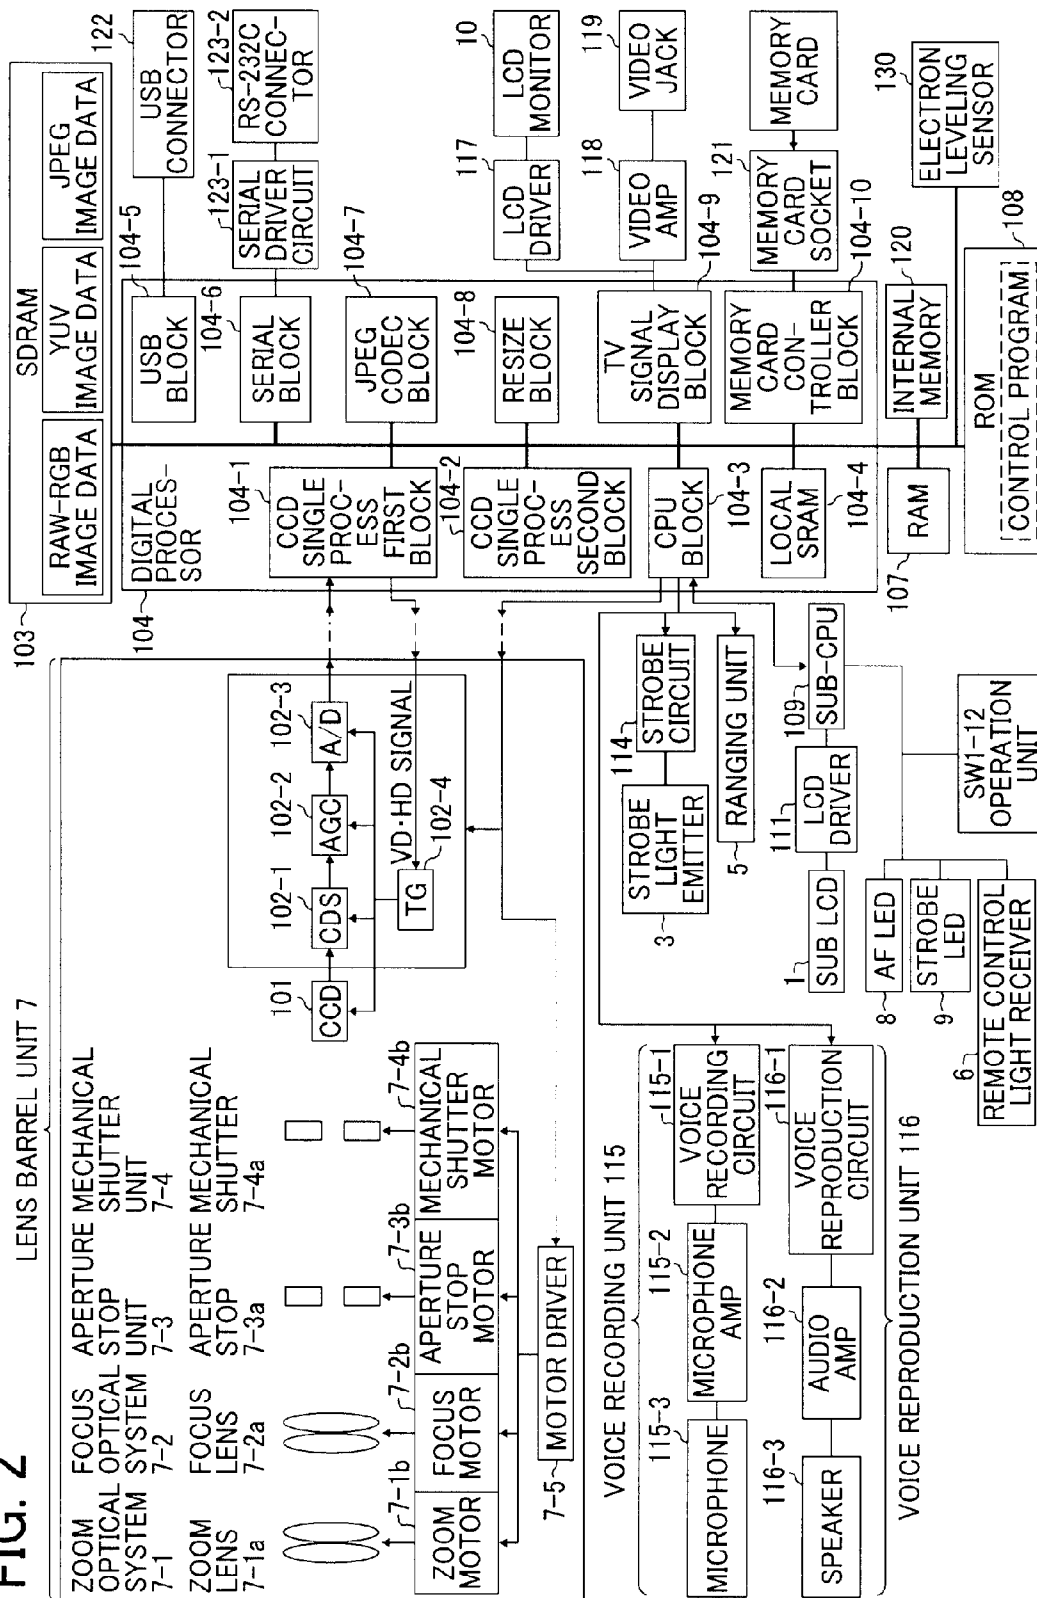 FIG. 2
LENS BARREL UNIT 7
ZOOM
OPTICAL
SYSTEM
7-1
FOCUS
OPTICAL
SYSTEM
7-2
APERTURE
STOP
UNIT
7-3
MECHANICAL
SHUTTER
UNIT
7-4
ZOOM
LENS
7-1a
FOCUS
LENS
7-2a
APERTURE
STOP
7-3a
MECHANICAL
SHUTTER
7-4a
7-1b
ZOOM
MOTOR
7-2b
FOCUS
MOTOR
7-3b
APERTURE
STOP
MOTOR
7-4b
MECHANICAL
SHUTTER
MOTOR
7-5
MOTOR DRIVER
101
CCD
102-1
CDS
102-2
AGC
102-3
A/D
VD·HD SIGNAL
102-4
TG
103
SDRAM
RAW-RGB
IMAGE DATA
YUV
IMAGE DATA
JPEG
IMAGE DATA
104
DIGITAL
PROCES-
SOR
104-1
CCD
SINGLE
PROC-
ESS
FIRST
BLOCK
104-2
CCD
SINGLE
PROC-
ESS
SECOND
BLOCK
CPU
BLOCK
104-3
LOCAL
SRAM
104-4
104-5
USB
BLOCK
104-6
SERIAL
BLOCK
104-7
JPEG
CODEC
BLOCK
104-8
RESIZE
BLOCK
TV
SIGNAL
DISPLAY
BLOCK
104-9
MEMORY
CARD
CON-
TROLLER
BLOCK
104-10
122
USB
CONNECTOR
123-1
SERIAL
DRIVER
CIRCUIT
123-2
RS-232C
CONNEC-
TOR
117
LCD
DRIVER
10
LCD
MONITOR
118
VIDEO
AMP
119
VIDEO
JACK
121
MEMORY
CARD
SOCKET
MEMORY
CARD
130
ELECTRON
LEVELING
SENSOR
107
RAM
120
INTERNAL
MEMORY
108
ROM
CONTROL PROGRAM
114
STROBE
CIRCUIT
3
STROBE
LIGHT
EMITTER
5
RANGING UNIT
109
SUB-CPU
111
LCD
DRIVER
1
SUB LCD
8
AF LED
9
STROBE
LED
6
REMOTE CONTROL
LIGHT RECEIVER
SW1-12
OPERATION
UNIT
VOICE RECORDING UNIT 115
115-3
MICROPHONE
115-2
MICROPHONE
AMP
115-1
VOICE
RECORDING
CIRCUIT
116-3
SPEAKER
116-2
AUDIO
AMP
116-1
VOICE
REPRODUCTION
CIRCUIT
VOICE REPRODUCTION UNIT 116